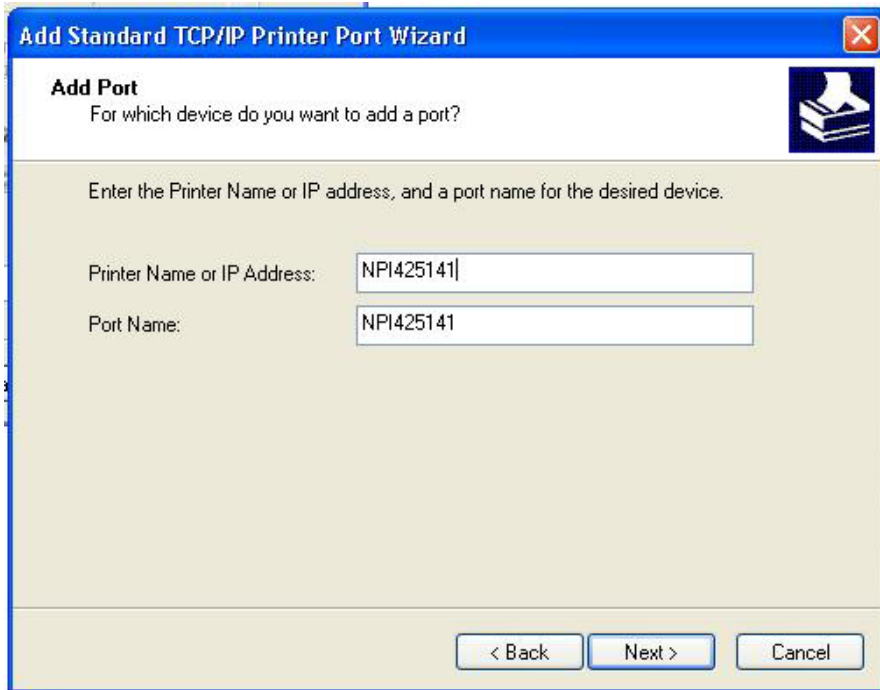 Add Standard TCP/IP Printer Port Wizard
Add Port
For which device do you want to add a port?
Enter the Printer Name or IP address, and a port name for the desired device.
Printer Name or IP Address: NPI425141
Port Name: NPI425141
< Back Next > Cancel